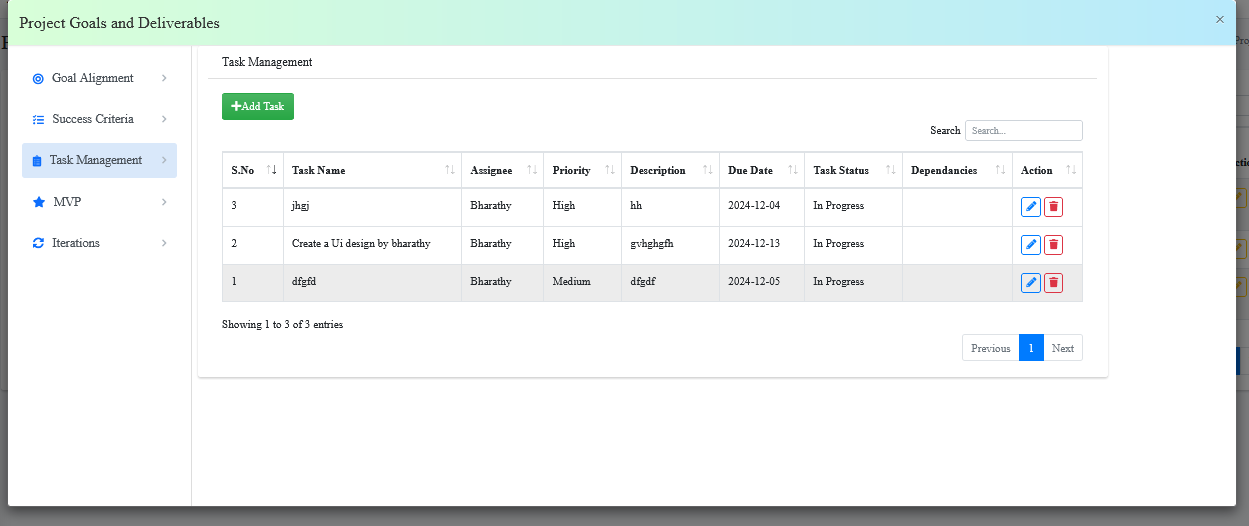 Project Goals and Deliverables
×
Goal Alignment
Success Criteria
Task Management
MVP
Iterations
Task Management
Add Task
Search Search...
S.No Task Name Assignee Priority Description Due Date Task Status Dependancies Action
3 jhgj Bharathy High hh 2024-12-04 In Progress
2 Create a Ui design by bharathy Bharathy High gvhghgfh 2024-12-13 In Progress
1 dfgfd Bharathy Medium dfgdf 2024-12-05 In Progress
Showing 1 to 3 of 3 entries
Previous 1 Next